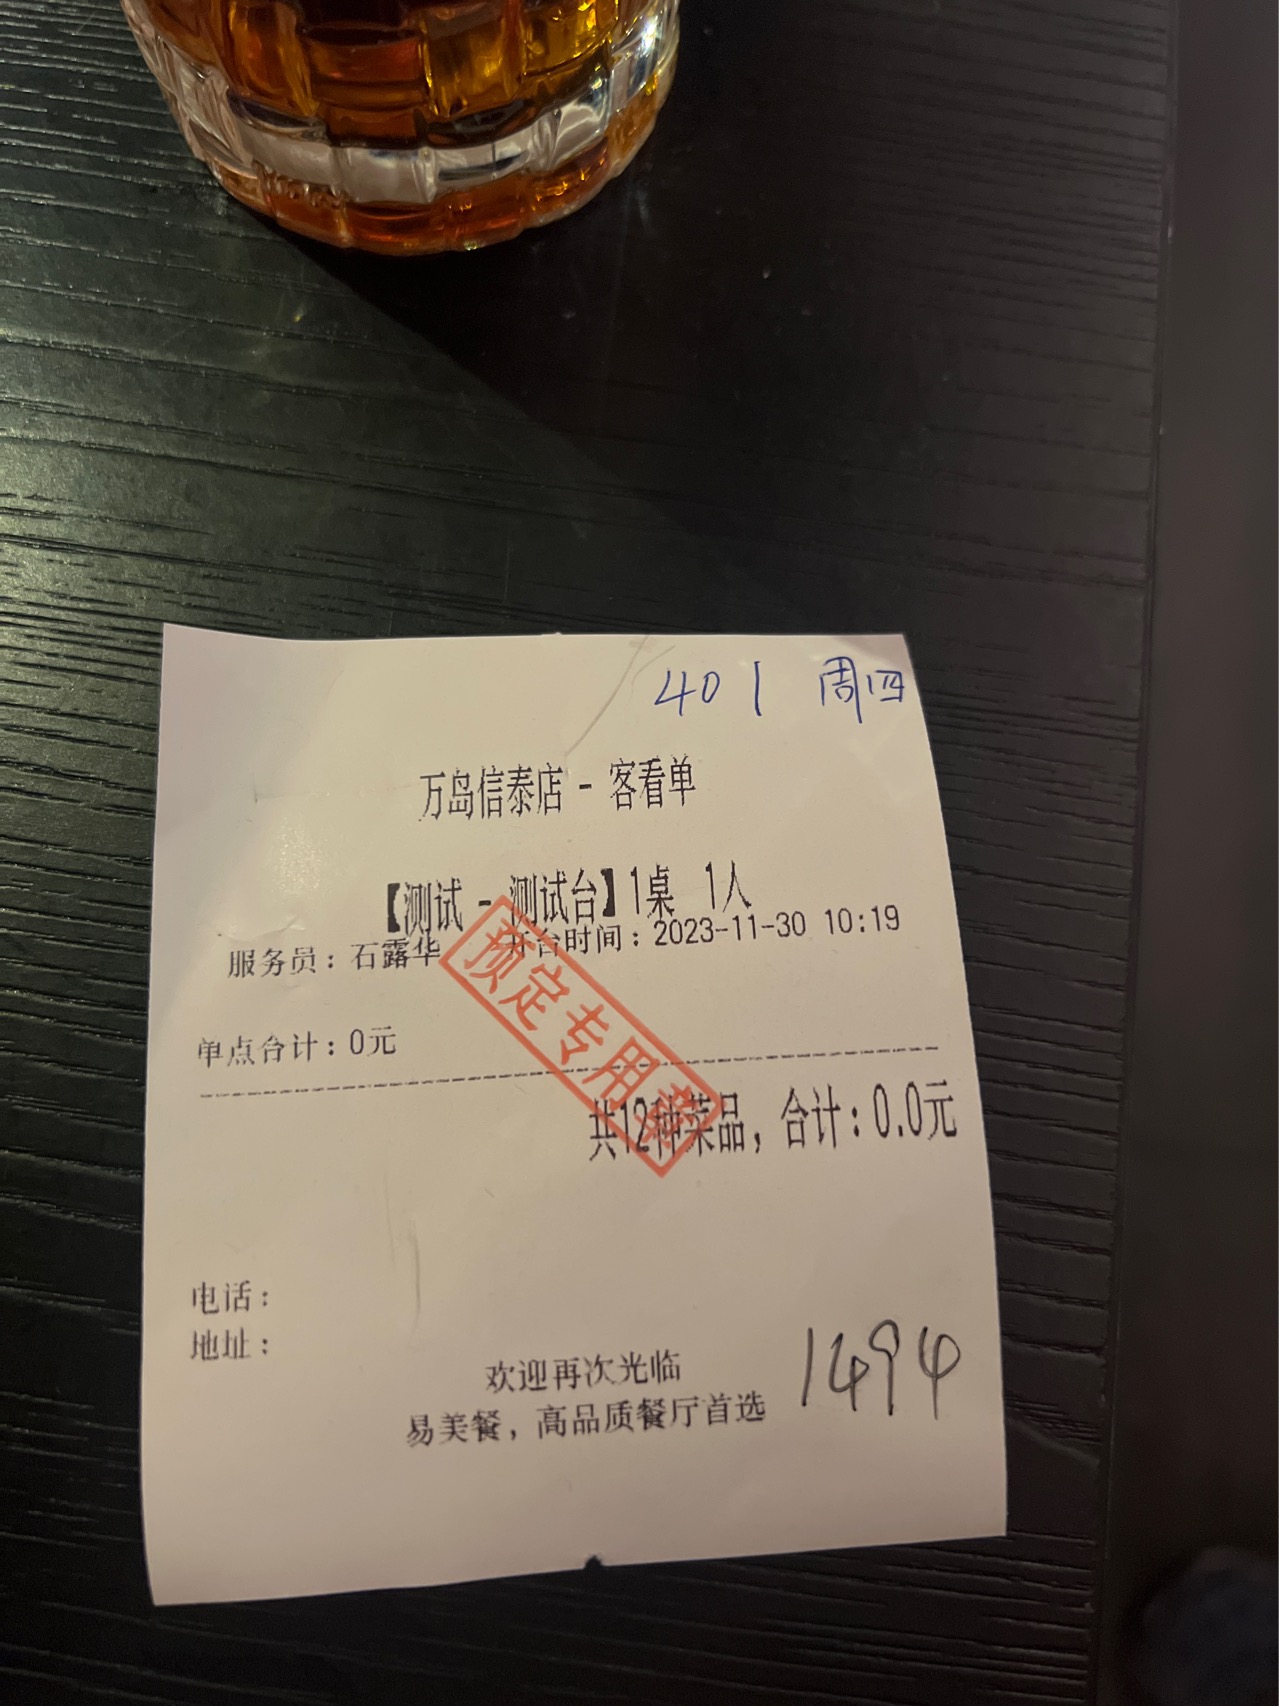 401 周四
万岛信泰店 - 客看单
【测试 - 测试台】1桌 1人
服务员：石露华 开台时间：2023-11-30 10:19
预定专用章
单点合计：0元
共12种菜品，合计：0.0元
电话：
地址：
1494
欢迎再次光临
易美餐，高品质餐厅首选